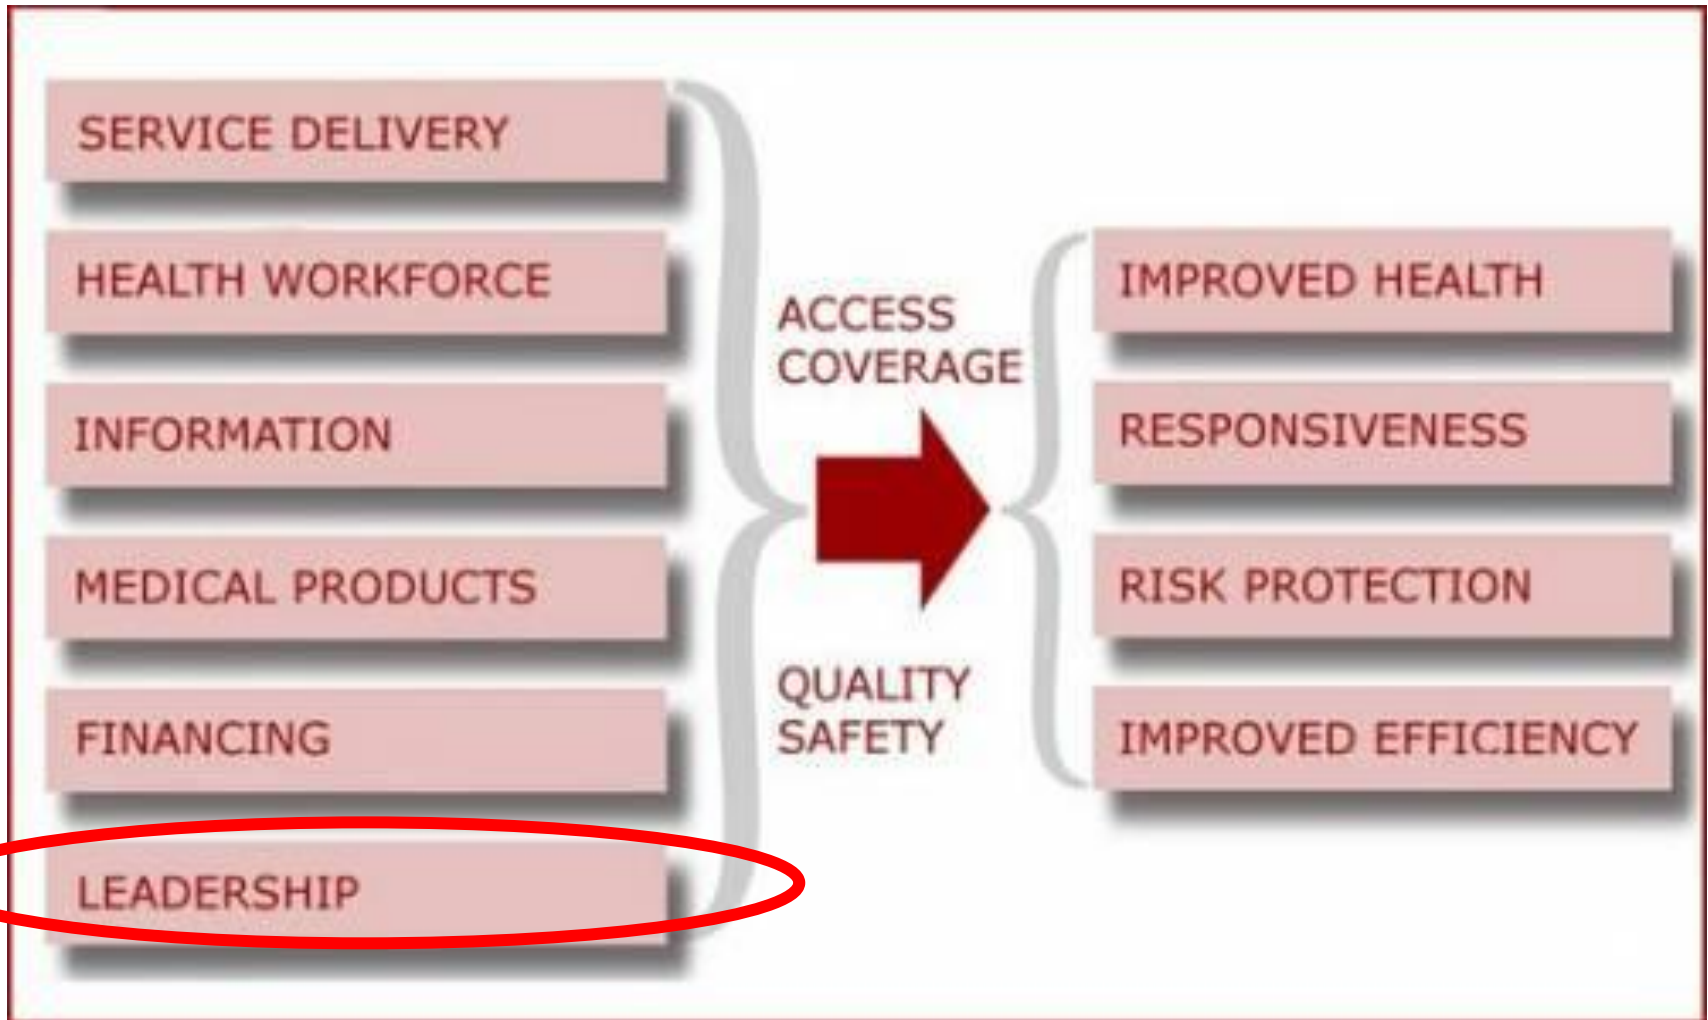 SERVICE DELIVERY
HEALTH WORKFORCE
INFORMATION
MEDICAL PRODUCTS
FINANCING
LEADERSHIP
ACCESS
COVERAGE
QUALITY
SAFETY
IMPROVED HEALTH
RESPONSIVENESS
RISK PROTECTION
IMPROVED EFFICIENCY